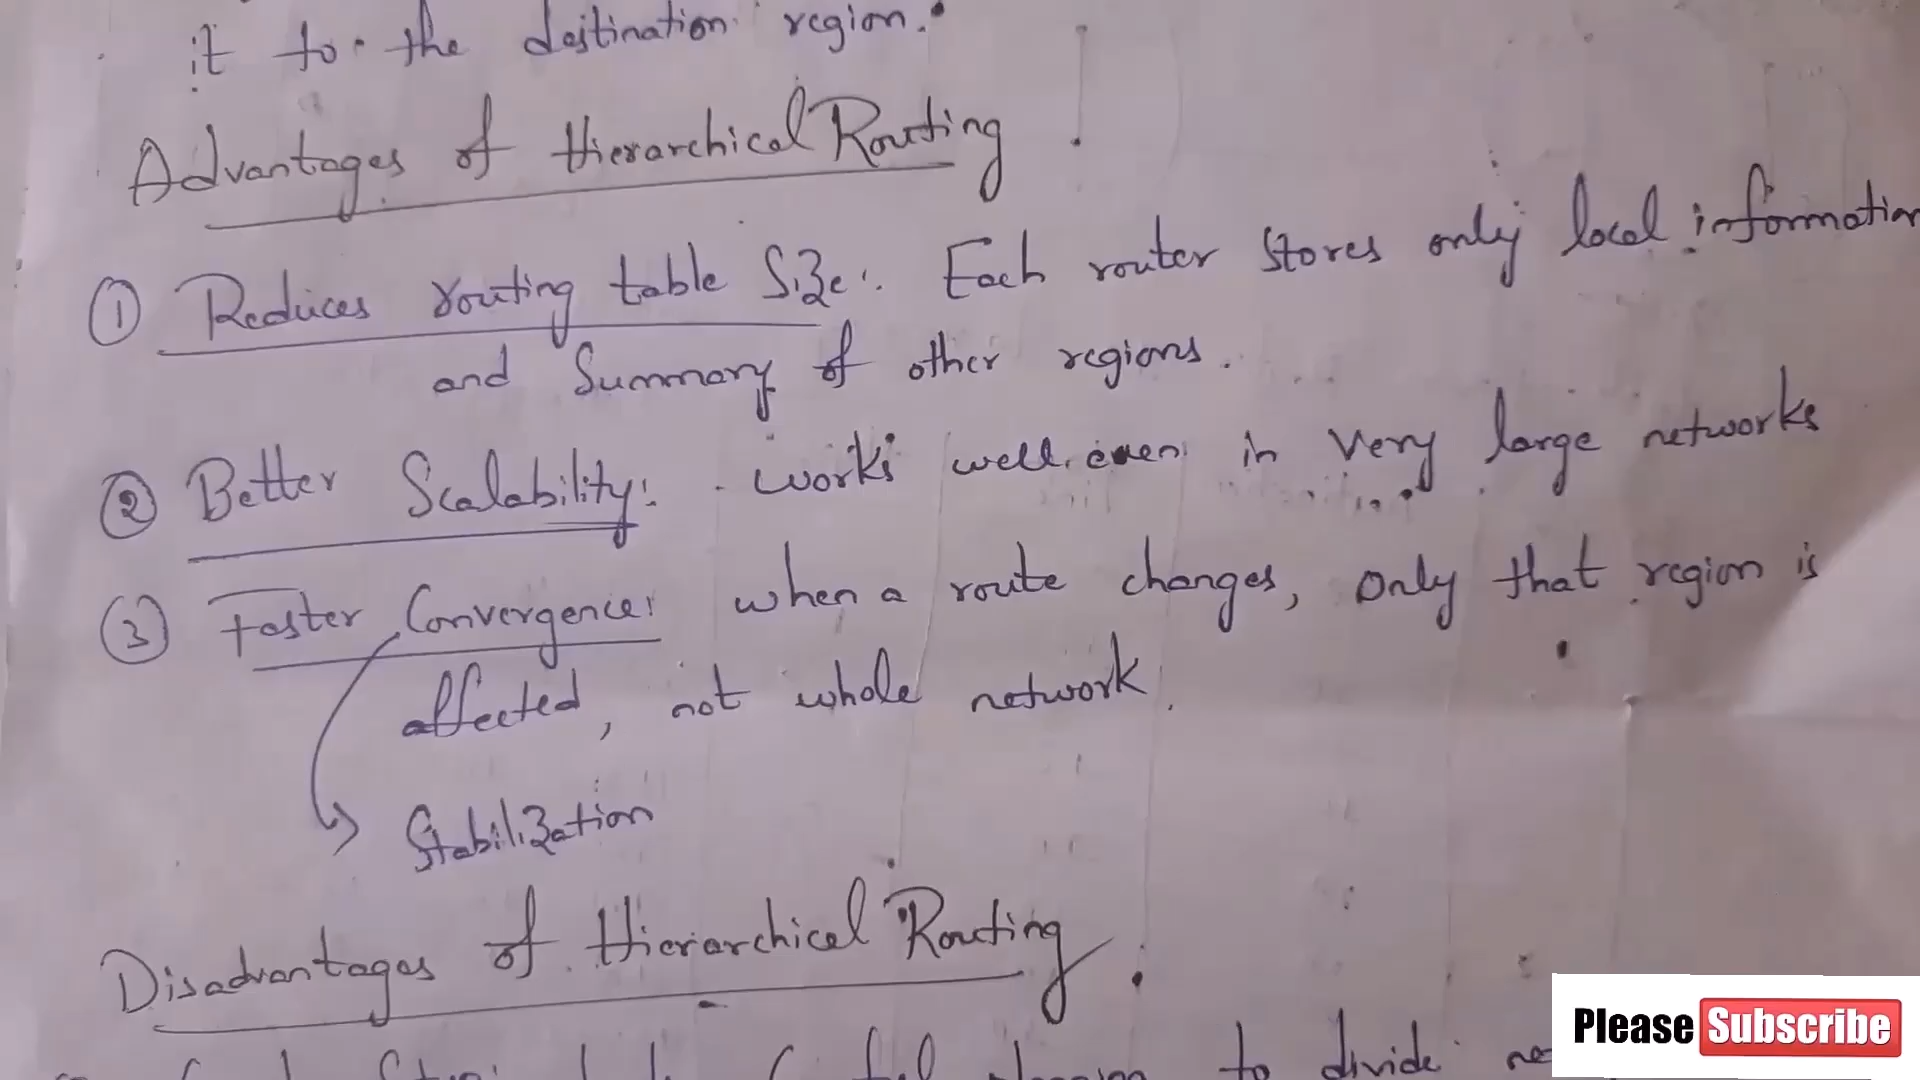 it to the destination region.
Advantages of Hierarchical Routing
① Reduces routing table size: Each router stores only local information
and Summary of other regions.
② Better Scalability: works well even in very large networks
③ Faster Convergence: when a route changes, only that region is
affected, not whole network.
Stabilization
Disadvantages of Hierarchical Routing
to divide
Please Subscribe